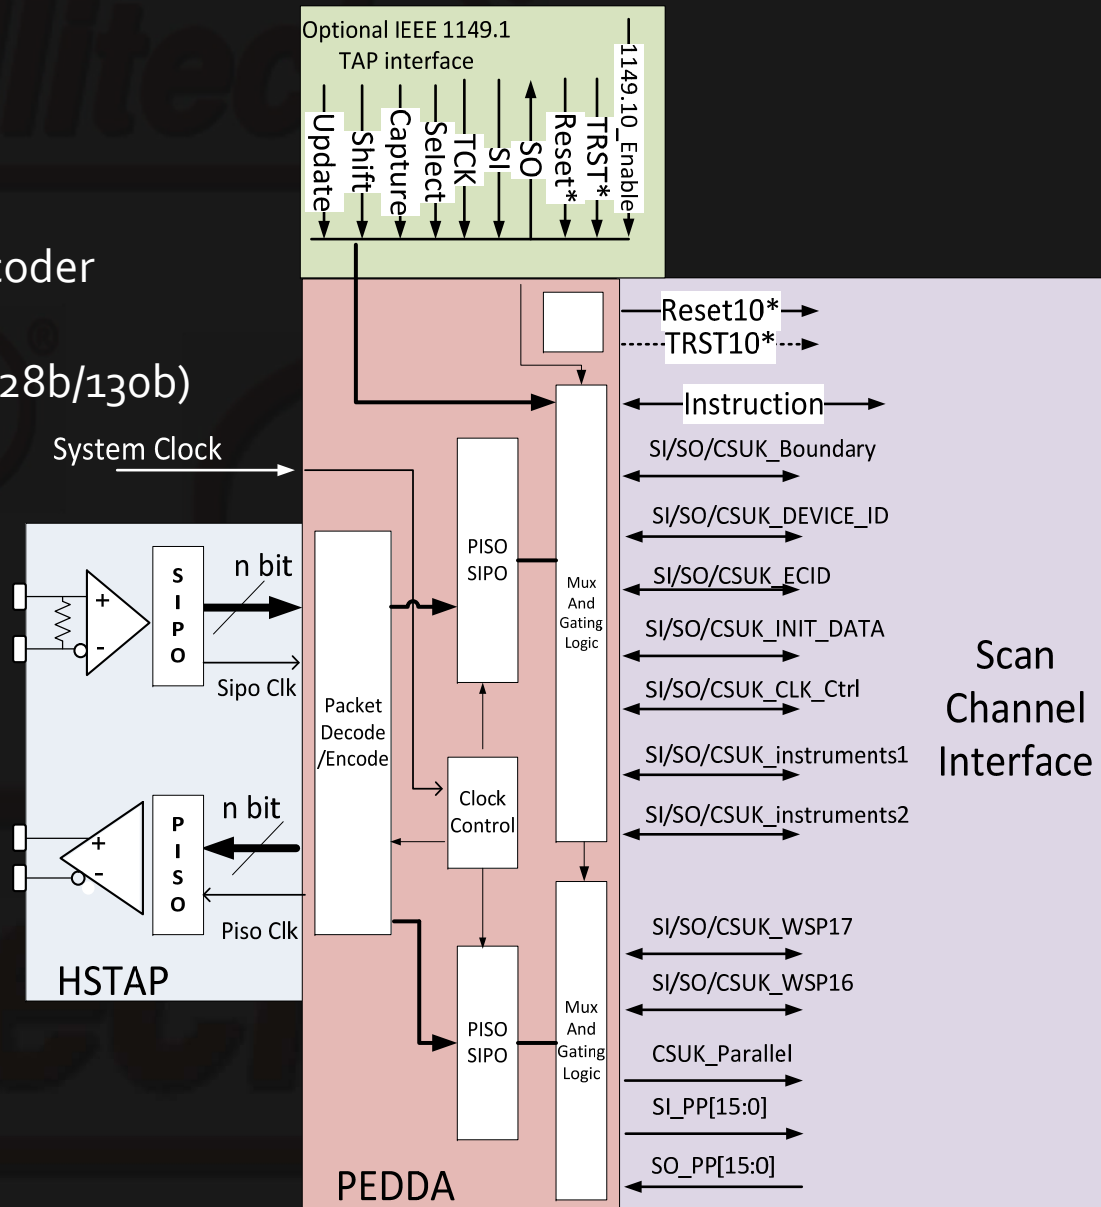 Optional IEEE 1149.1
TAP interface
Update
Shift
Capture
Select
TCK
SI
SO
Reset*
TRST*
1149.10_Enable
coder
®
28b/130b)
System Clock
Reset10*
TRST10*
Instruction
SI/SO/CSUK_Boundary
SI/SO/CSUK_DEVICE_ID
SI/SO/CSUK_ECID
SI/SO/CSUK_INIT_DATA
SI/SO/CSUK_CLK_Ctrl
SI/SO/CSUK_instruments1
SI/SO/CSUK_instruments2
SI/SO/CSUK_WSP17
SI/SO/CSUK_WSP16
CSUK_Parallel
SI_PP[15:0]
SO_PP[15:0]
Scan
Channel
Interface
PISO
SIPO
Mux
And
Gating
Logic
n bit
SIPO
+
-
Sipo Clk
Packet
Decode
/Encode
Clock
Control
n bit
PISO
+
-
Piso Clk
HSTAP
PISO
SIPO
Mux
And
Gating
Logic
PEDDA